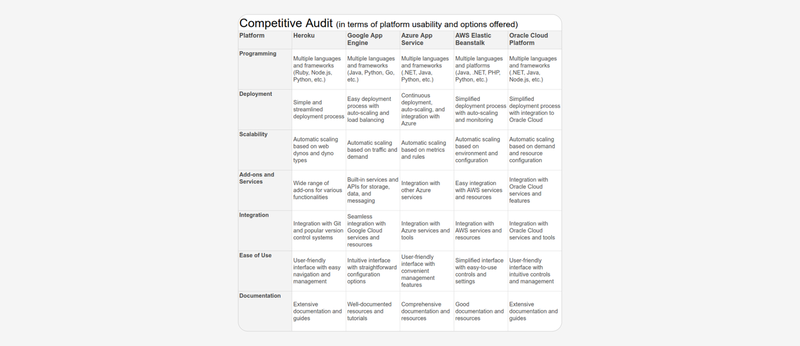 Competitive Audit (in terms of platform usability and options offered)
Platform Heroku Google App Engine Azure App Service AWS Elastic Beanstalk Oracle Cloud Platform
Programming
Multiple languages and frameworks (Ruby, Node.js, Python, etc.)
Multiple languages and frameworks (Java, Python, Go, etc.)
Multiple languages and frameworks (.NET, Java, Python, etc.)
Multiple languages and platforms (Java, .NET, PHP, Python, etc.)
Multiple languages and frameworks (.NET, Java, Node.js, etc.)
Deployment
Simple and streamlined deployment process
Easy deployment process with auto-scaling and load balancing
Continuous deployment, auto-scaling, and integration with Azure
Simplified deployment process with auto-scaling and monitoring
Simplified deployment process with integration to Oracle Cloud
Scalability
Automatic scaling based on web dynos and dyno types
Automatic scaling based on traffic and demand
Automatic scaling based on metrics and rules
Automatic scaling based on environment and configuration
Automatic scaling based on demand and resource configuration
Add-ons and Services
Wide range of add-ons for various functionalities
Built-in services and APIs for storage, data, and messaging
Integration with other Azure services
Easy integration with AWS services and resources
Integration with Oracle Cloud services and features
Integration
Integration with Git and popular version control systems
Seamless integration with Google Cloud services and resources
Integration with Azure services and tools
Integration with AWS services and resources
Integration with Oracle Cloud services and tools
Ease of Use
User-friendly interface with easy navigation and management
Intuitive interface with straightforward configuration options
User-friendly interface with convenient management features
Simplified interface with easy-to-use controls and settings
User-friendly interface with intuitive controls and management
Documentation
Extensive documentation and guides
Well-documented resources and tutorials
Comprehensive documentation and resources
Good documentation and resources
Extensive documentation and guides